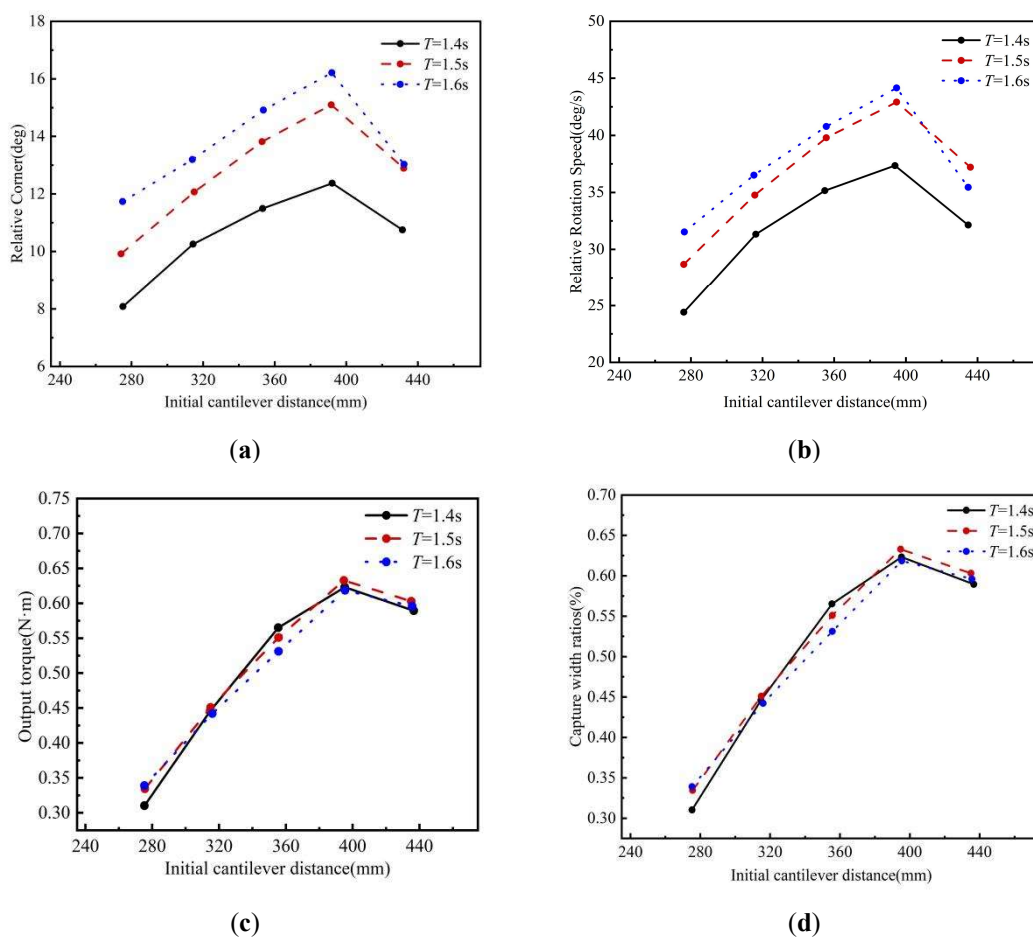 18
16
14
12
10
8
6
Relative Corner(deg)
T=1.4s
T=1.5s
T=1.6s
240 280 320 360 400 440
Initial cantilever distance(mm)
(a)
50
45
40
35
30
25
20
Relative Rotation Speed(deg/s)
T=1.4s
T=1.5s
T=1.6s
240 280 320 360 400 440
Initial cantilever distance(mm)
(b)
0.75
0.70
0.65
0.60
0.55
0.50
0.45
0.40
0.35
0.30
Output torque(N·m)
T=1.4s
T=1.5s
T=1.6s
240 280 320 360 400 440
Initial cantilever distance(mm)
(c)
0.70
0.65
0.60
0.55
0.50
0.45
0.40
0.35
0.30
Capture width ratios(%)
T=1.4s
T=1.5s
T=1.6s
240 280 320 360 400 440
Initial cantilever distance(mm)
(d)